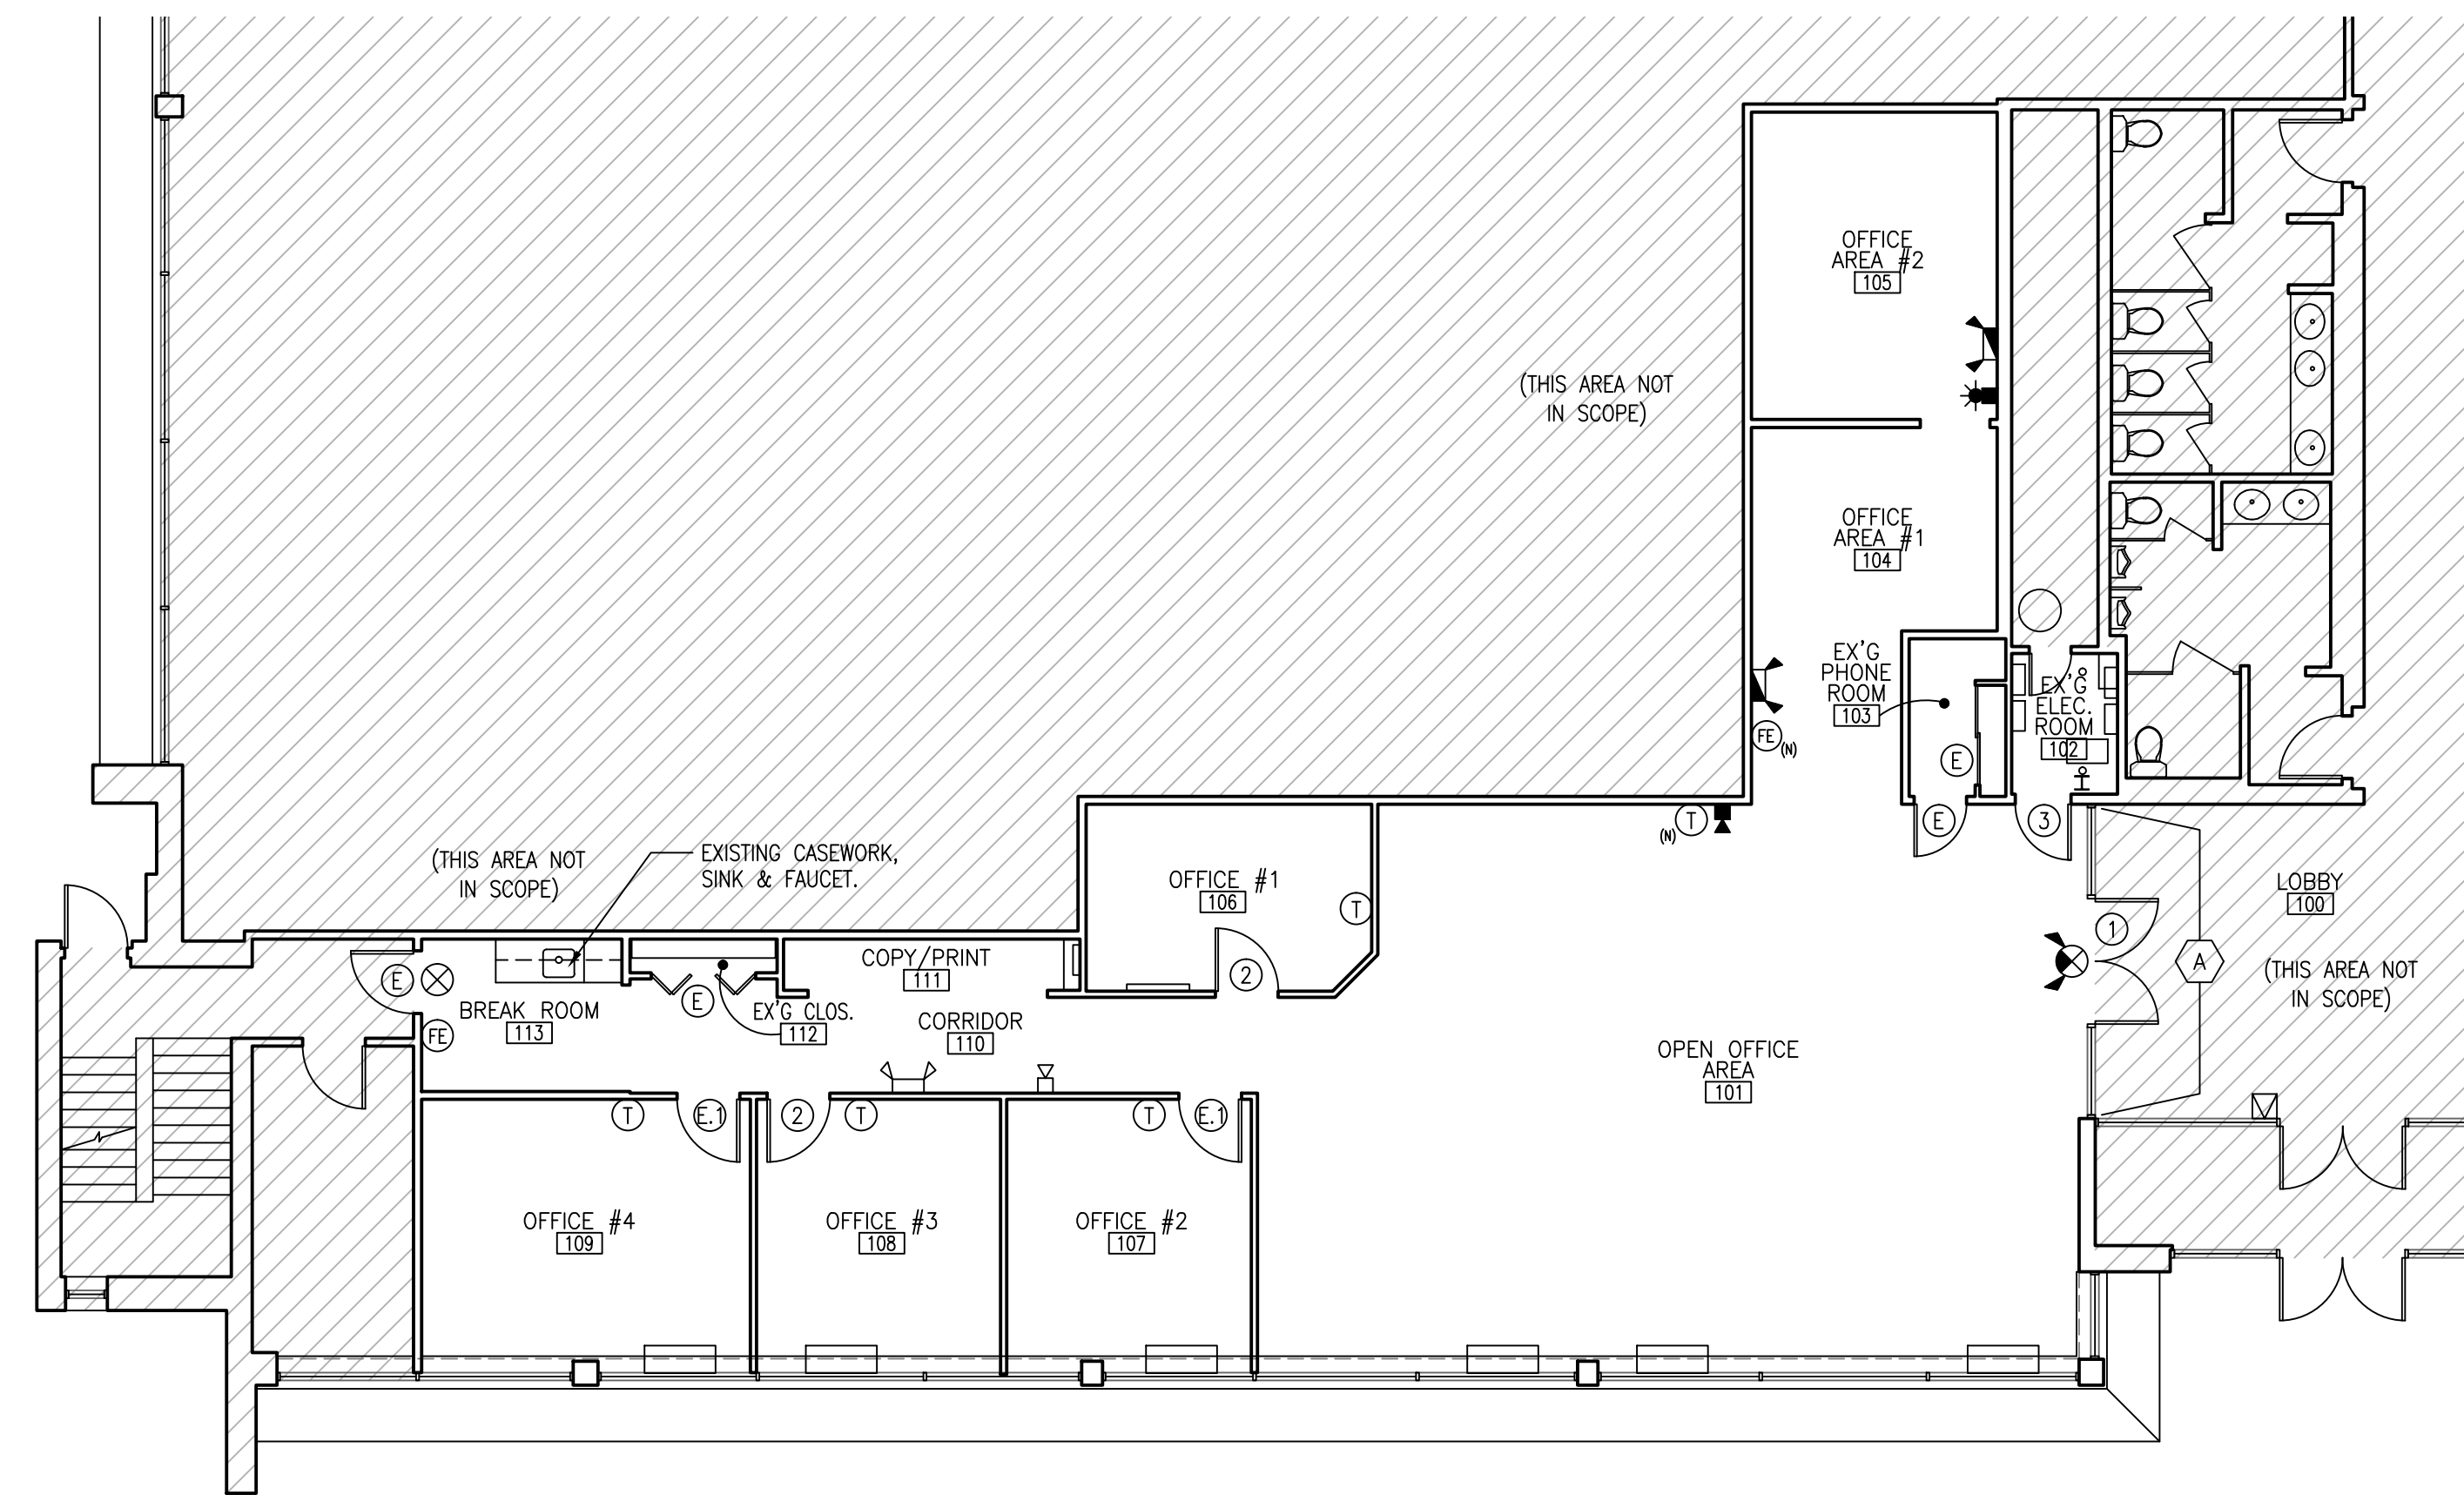 OFFICE
AREA #2
105
(THIS AREA NOT
IN SCOPE)
OFFICE
AREA #1
104
EX'G
PHONE
ROOM
103
EX'G
ELEC.
ROOM
102
FE
(N)
E
T
(N)
E
3
(THIS AREA NOT
IN SCOPE)
EXISTING CASEWORK,
SINK & FAUCET.
OFFICE #1
106
T
2
LOBBY
100
1
A
(THIS AREA NOT
IN SCOPE)
E
BREAK ROOM
113
FE
E
EX'G CLOS.
112
COPY/PRINT
111
CORRIDOR
110
OPEN OFFICE
AREA
101
T
E.1
2
T
T
E.1
OFFICE #4
109
OFFICE #3
108
OFFICE #2
107